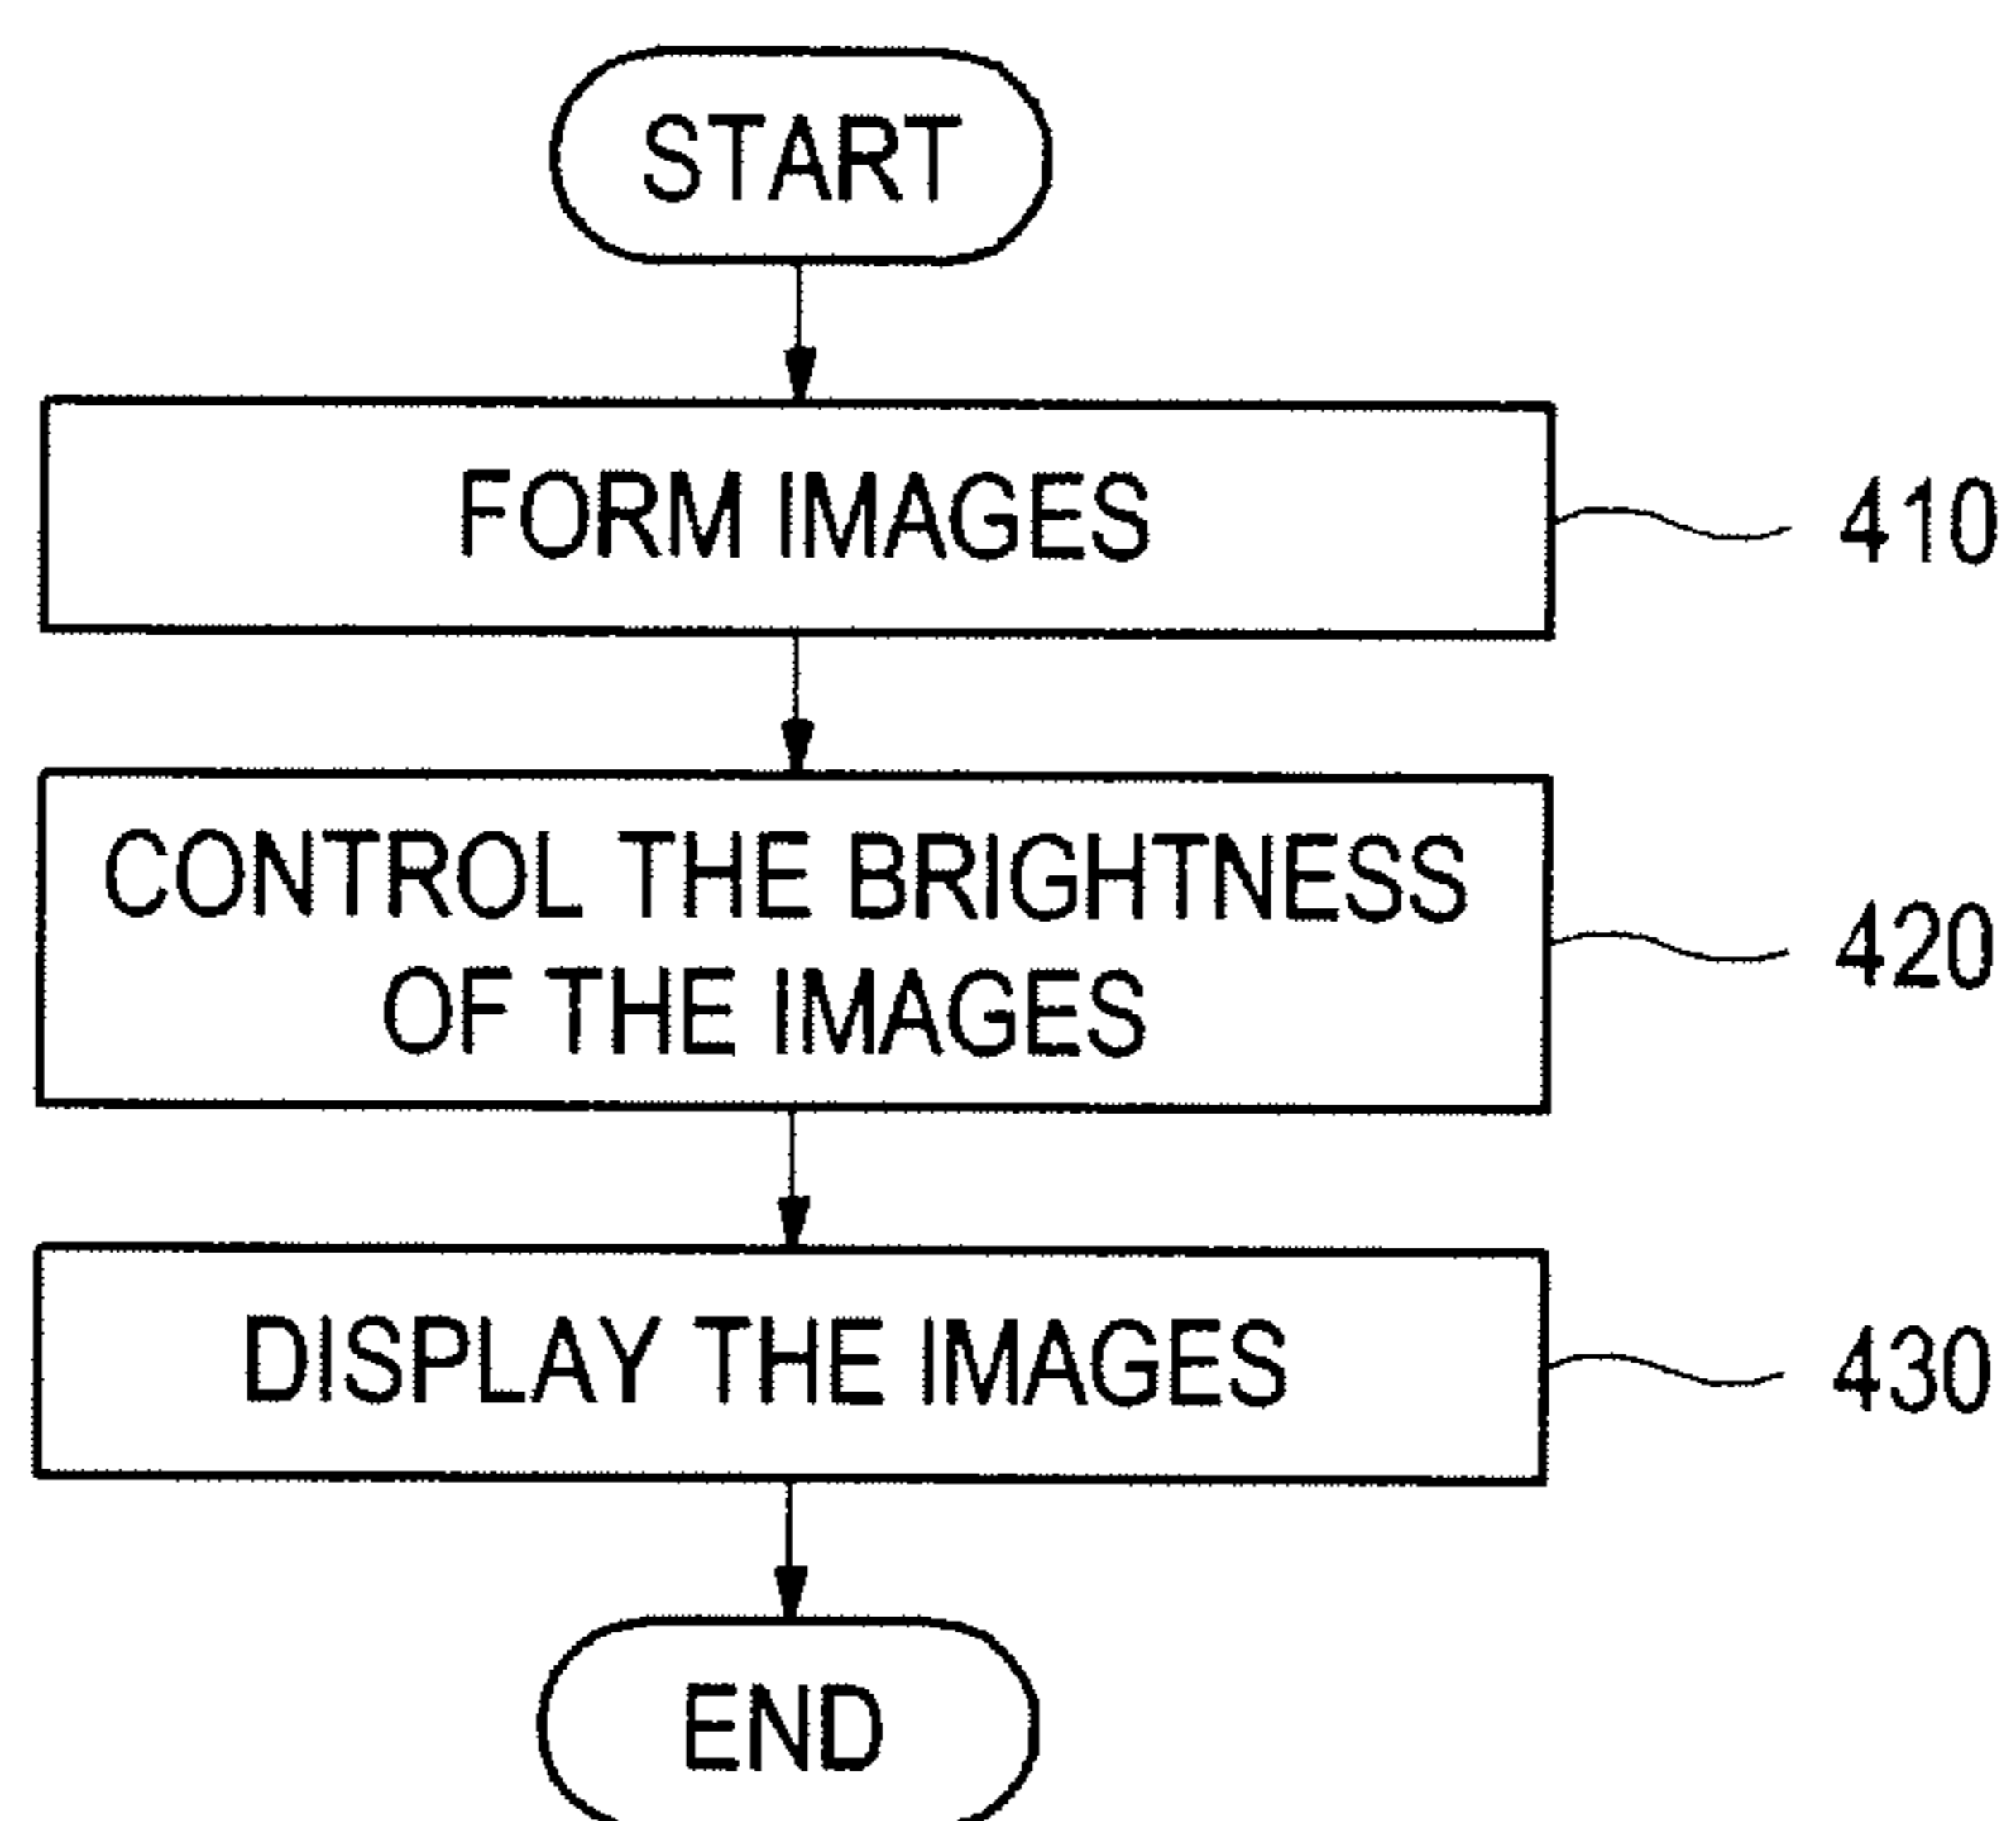 START
FORM IMAGES
410
CONTROL THE BRIGHTNESS
OF THE IMAGES
420
DISPLAY THE IMAGES
430
END